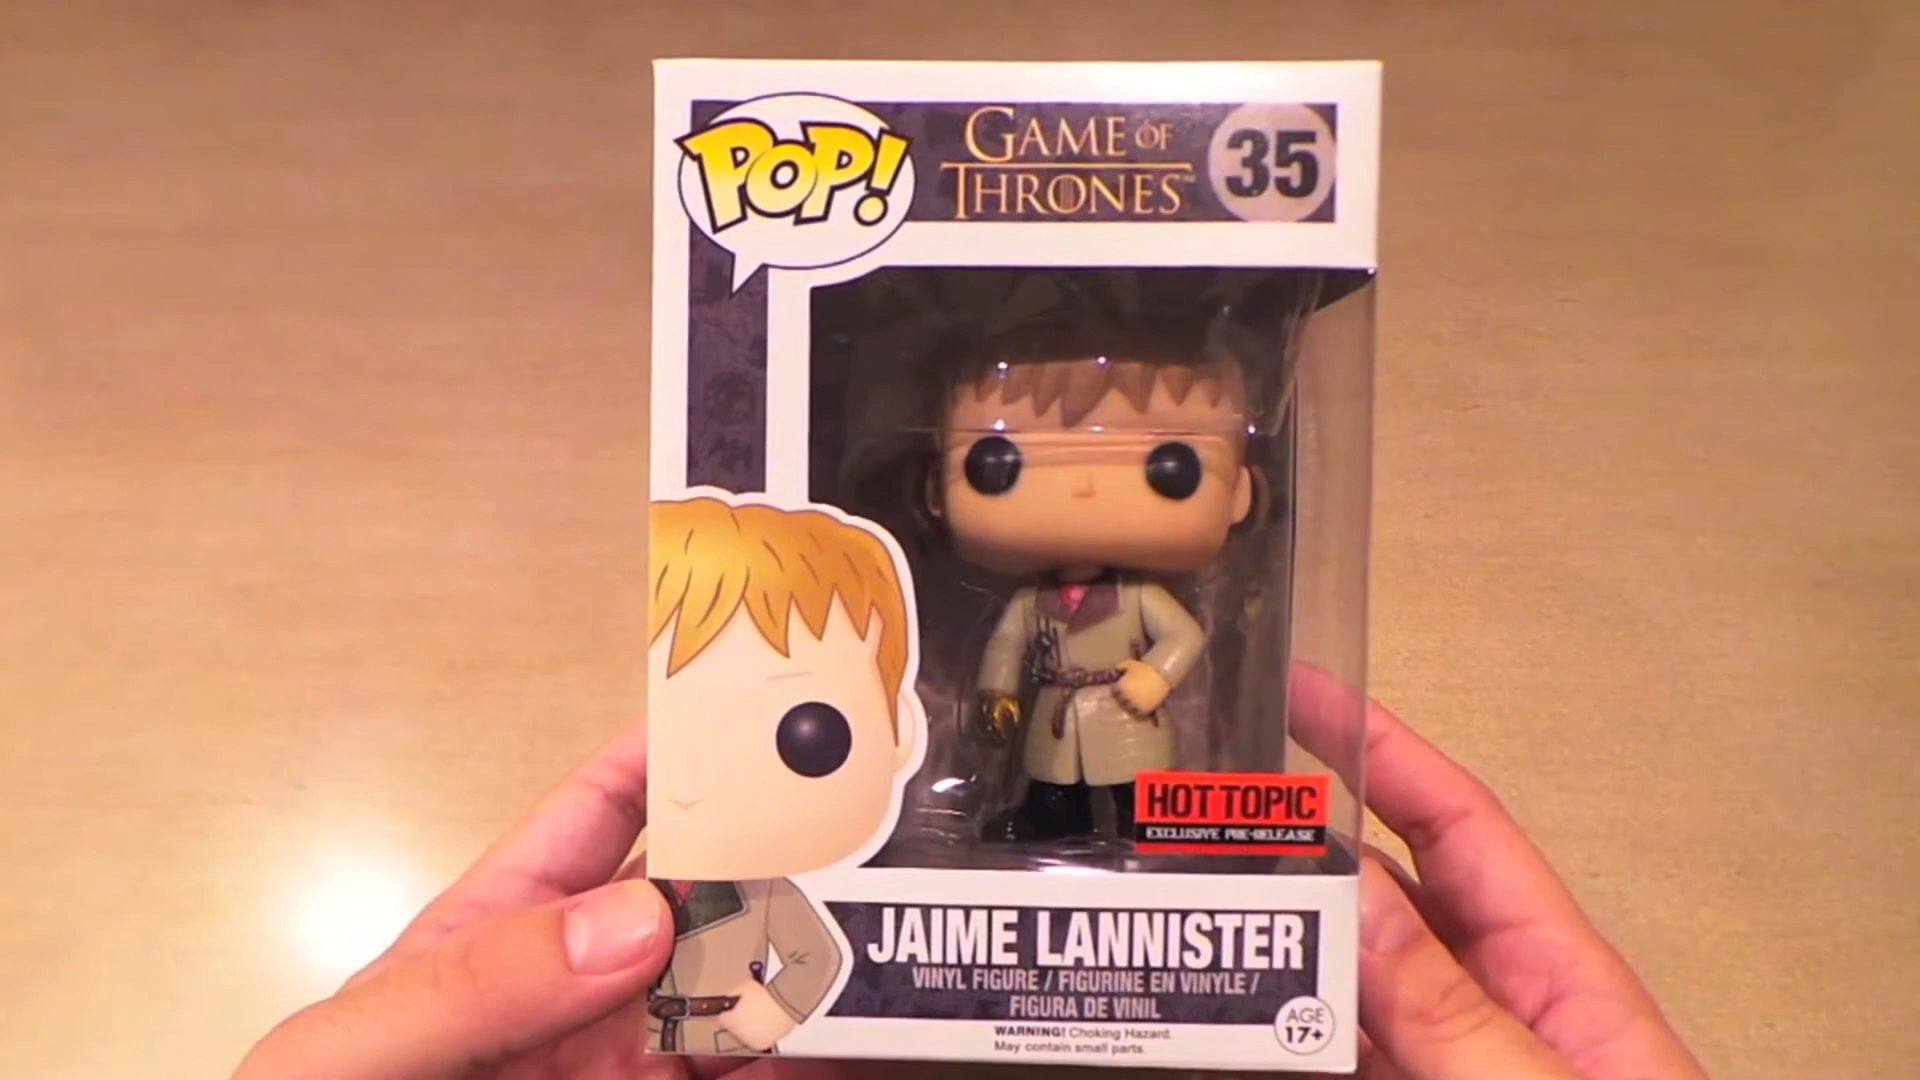 POP!
GAME OF
THRONES™
35
HOT TOPIC
EXCLUSIVE PRE-RELEASE
JAIME LANNISTER
VINYL FIGURE / FIGURINE EN VINYLE /
FIGURA DE VINIL
WARNING! Choking Hazard.
May contain small parts.
AGE
17+